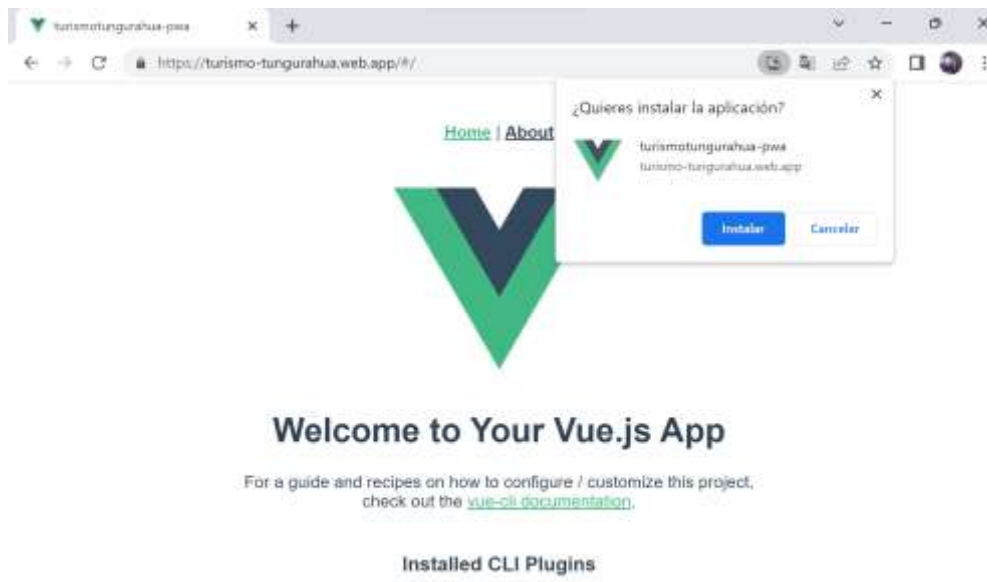 turismotungurahua-pwa
https://turismo-tungurahua.web.app/#/
¿Quieres instalar la aplicación?
turismotungurahua-pwa
turismo-tungurahua.web.app
Instalar Cancelar
Home | About
Welcome to Your Vue.js App
For a guide and recipes on how to configure / customize this project,
check out the vue-cli documentation.
Installed CLI Plugins